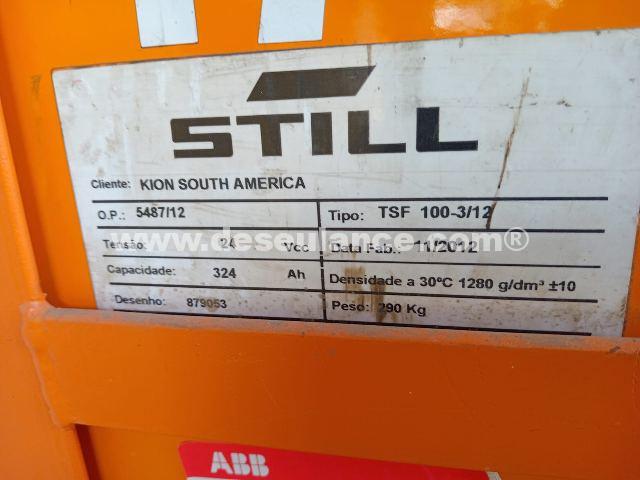 STILL
Cliente: KION SOUTH AMERICA
O.P.: 5487/12 Tipo: TSF 100-3/12
Tensão: 24 Vcc Data Fab.: 11/2012
www.deseulance.com®
Capacidade: 324 Ah Densidade a 30ºC 1280 g/dm³ ±10
Desenho: 879053 Peso: 290 Kg
ABB